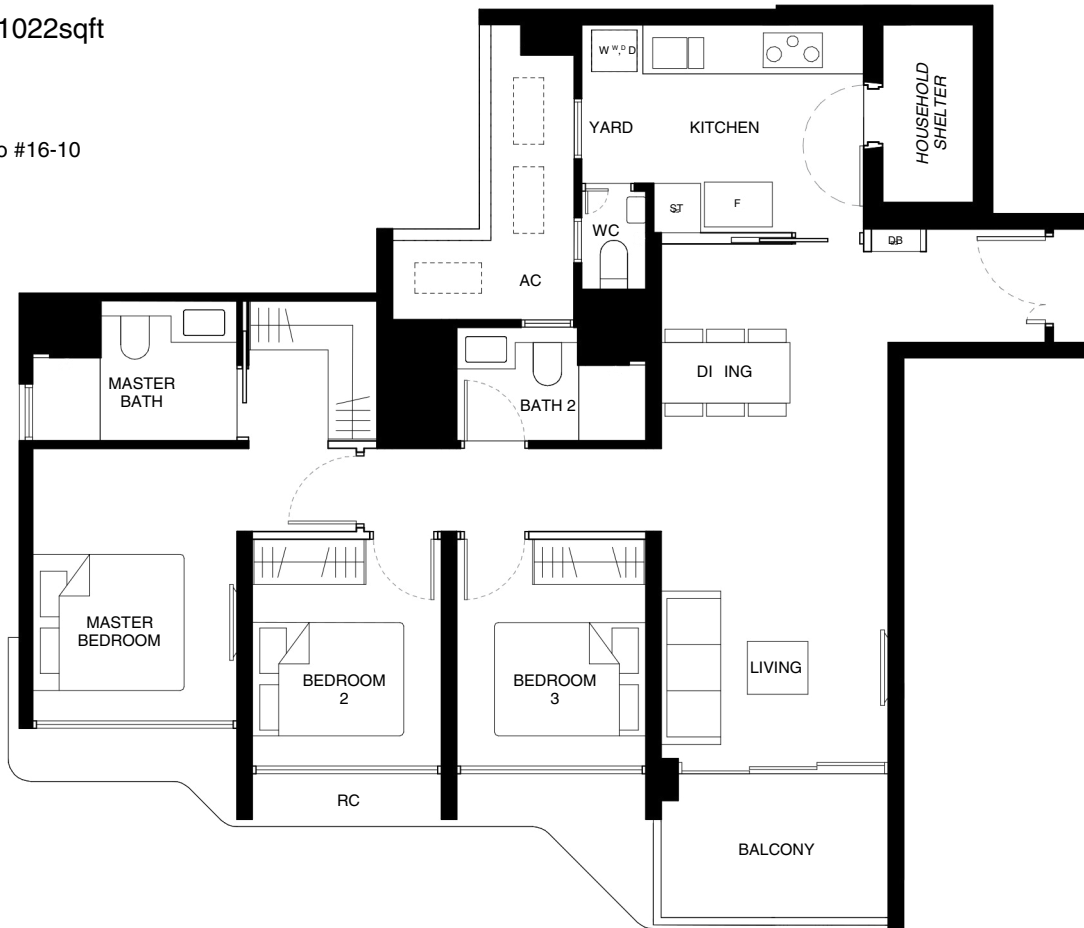 1022sqft
#16-10
W
D
YARD
KITCHEN
HOUSEHOLD
SHELTER
ST
F
WC
DB
AC
DI ING
MASTER
BATH
BATH 2
MASTER
BEDROOM
BEDROOM
2
BEDROOM
3
LIVING
RC
BALCONY